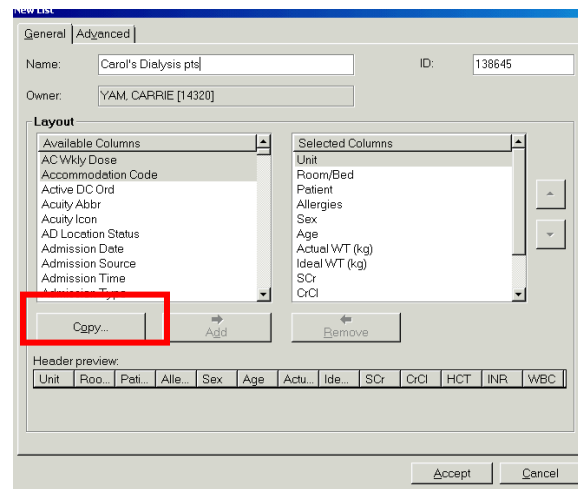 New List
General Advanced
Name: Carol's Dialysis pts ID: 138645
Owner: YAM, CARRIE [14320]
Layout
Available Columns
AC Wkly Dose
Accommodation Code
Active DC Ord
Acuity Abbr
Acuity Icon
AD Location Status
Admission Date
Admission Source
Admission Time
Admission Type
Selected Columns
Unit
Room/Bed
Patient
Allergies
Sex
Age
Actual WT (kg)
Ideal WT (kg)
SCr
CrCl
Copy... Add Remove
Header preview:
Unit Roo... Pati... Alle... Sex Age Actu... Ide... SCr CrCl HCT INR WBC
Accept Cancel